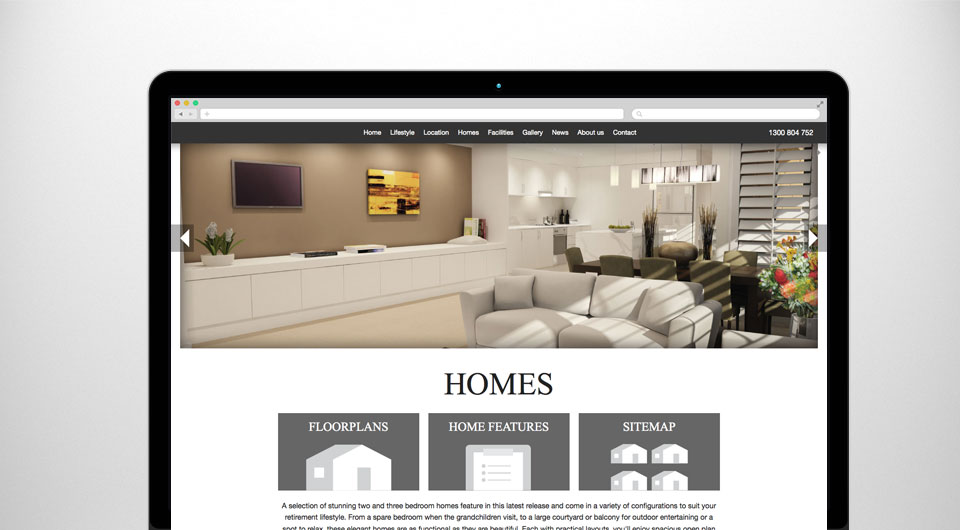 Home Lifestyle Location Homes Facilities Gallery News About us Contact 1300 804 752
HOMES
FLOORPLANS HOME FEATURES SITEMAP
A selection of stunning two and three bedroom homes feature in this latest release and come in a variety of configurations to suit your
retirement lifestyle. From a spare bedroom when the grandchildren visit, to a large courtyard or balcony for outdoor entertaining or a
spot to relax, these elegant homes are as functional as they are beautiful. Each with practical layouts, you'll enjoy spacious open plan